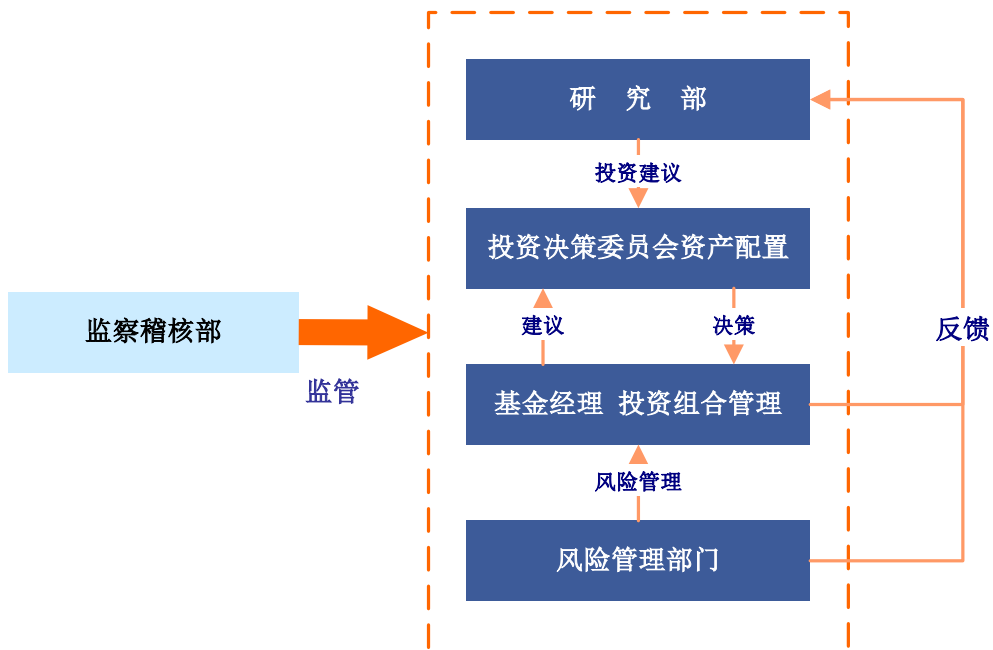 研 究 部
投资建议
投资决策委员会资产配置
建议
决策
监察稽核部
监管
反馈
基金经理 投资组合管理
风险管理
风险管理部门